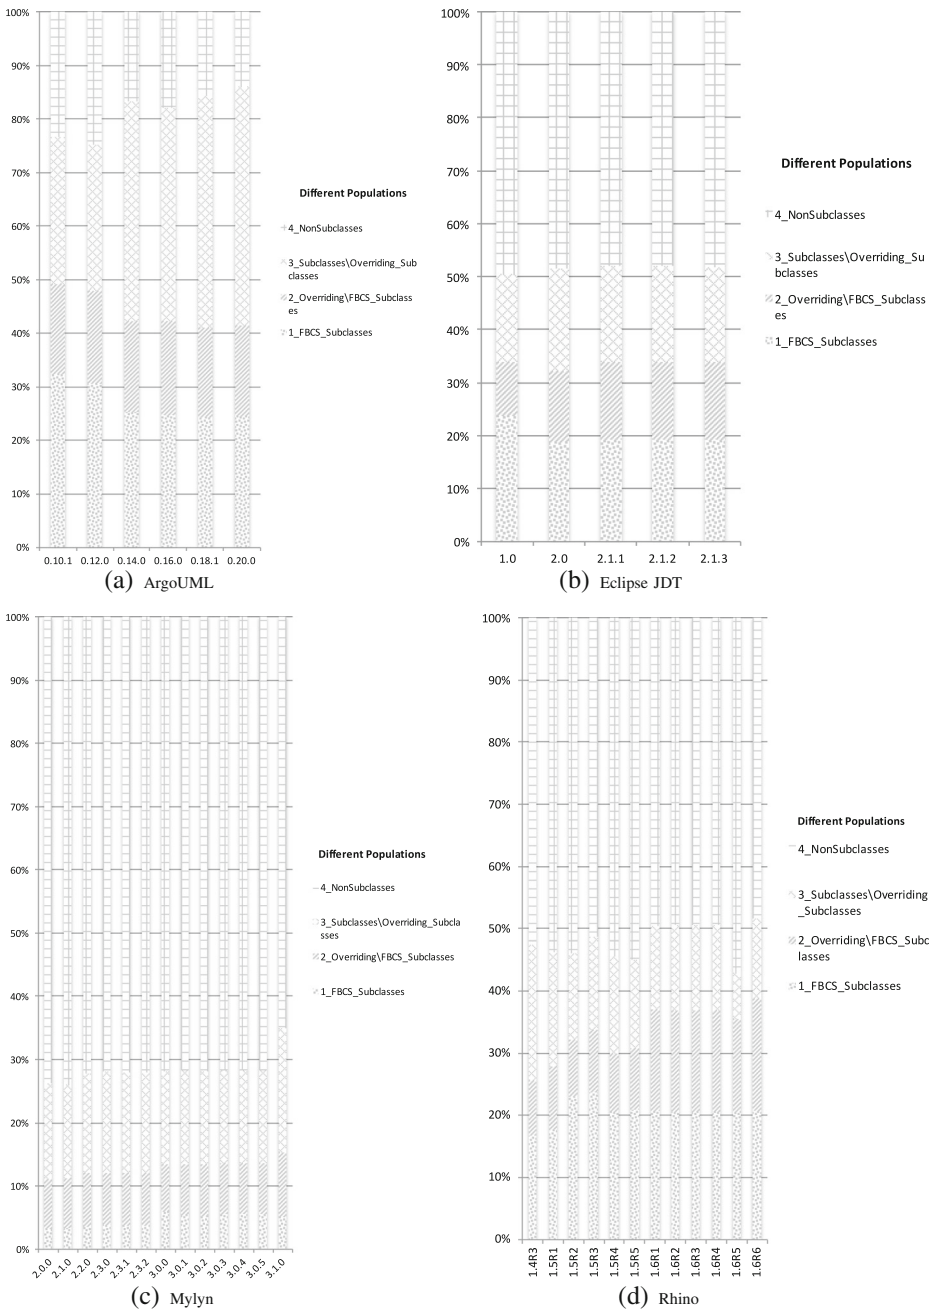 100%
90%
80%
70%
60%
50%
40%
30%
20%
10%
0%
0.10.1 0.12.0 0.14.0 0.16.0 0.18.1 0.20.0
Different Populations
4_NonSubclasses
3_Subclasses\Overriding_Sub
classes
2_Overriding\FBCS_Subclass
es
1_FBCS_Subclasses
(a) ArgoUML
100%
90%
80%
70%
60%
50%
40%
30%
20%
10%
0%
1.0 2.0 2.1.1 2.1.2 2.1.3
Different Populations
4_NonSubclasses
3_Subclasses\Overriding_Su
bclasses
2_Overriding\FBCS_Subclass
es
1_FBCS_Subclasses
(b) Eclipse JDT
100%
90%
80%
70%
60%
50%
40%
30%
20%
10%
0%
2.0.0 2.1.0 2.2.0 2.3.0 2.3.1 2.3.2 3.0.0 3.0.1 3.0.2 3.0.3 3.0.4 3.0.5 3.1.0
Different Populations
4_NonSubclasses
3_Subclasses\Overriding_Subcla
sses
2_Overriding\FBCS_Subclasses
1_FBCS_Subclasses
(c) Mylyn
100%
90%
80%
70%
60%
50%
40%
30%
20%
10%
0%
1.4R3 1.5R1 1.5R2 1.5R3 1.5R4 1.5R5 1.6R1 1.6R2 1.6R3 1.6R4 1.6R5 1.6R6
Different Populations
4_NonSubclasses
3_Subclasses\Overriding
_Subclasses
2_Overriding\FBCS_Subc
lasses
1_FBCS_Subclasses
(d) Rhino